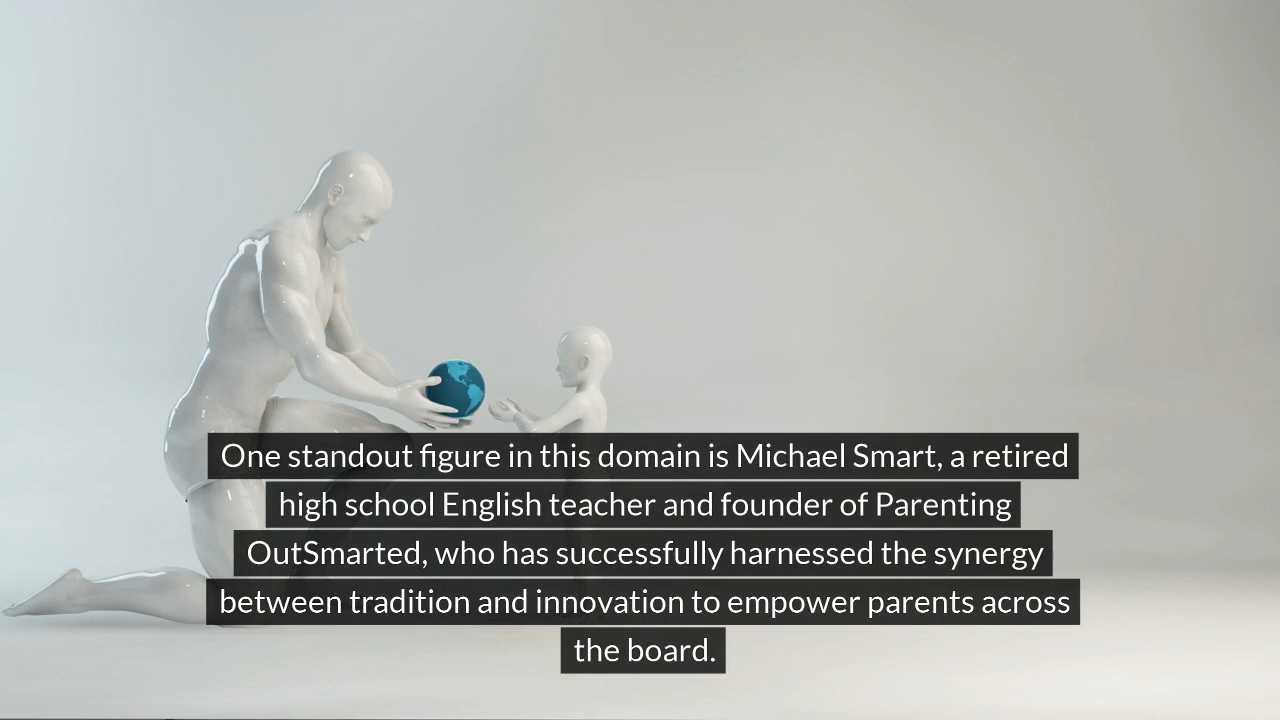 One standout figure in this domain is Michael Smart, a retired
high school English teacher and founder of Parenting
OutSmarted, who has successfully harnessed the synergy
between tradition and innovation to empower parents across
the board.